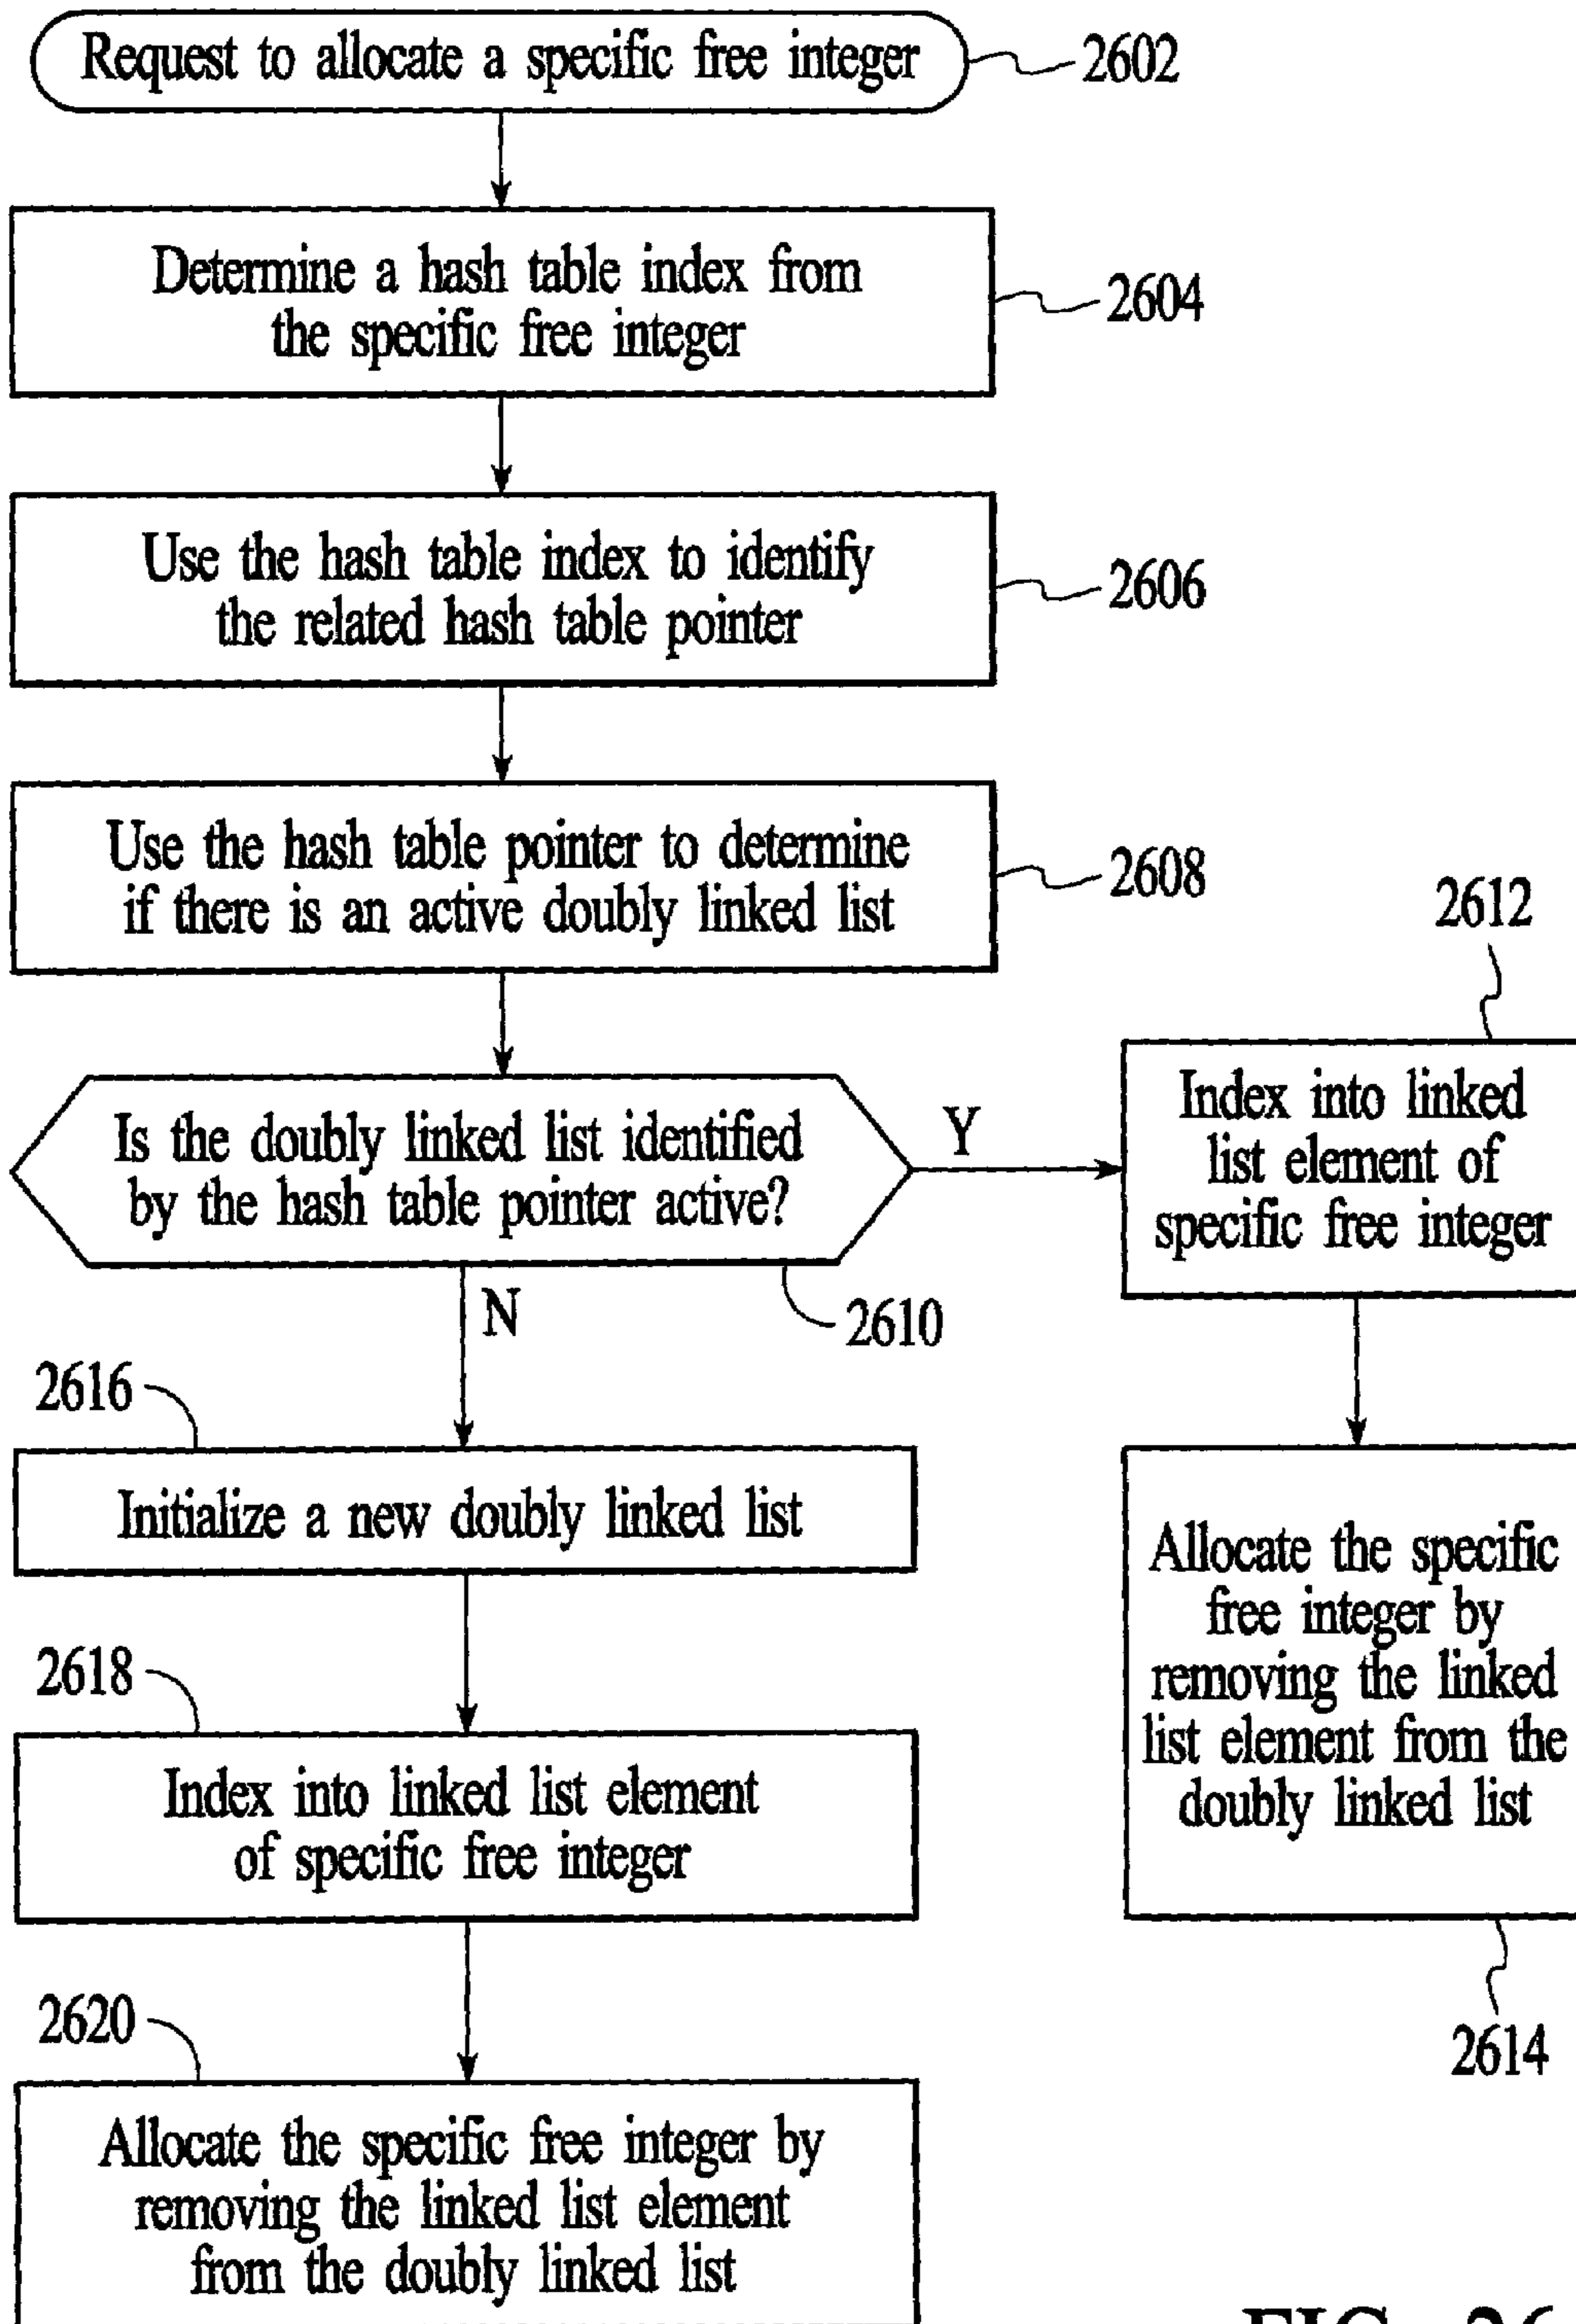 Request to allocate a specific free integer
2602
Determine a hash table index from
the specific free integer
2604
Use the hash table index to identify
the related hash table pointer
2606
Use the hash table pointer to determine
if there is an active doubly linked list
2608
Is the doubly linked list identified
by the hash table pointer active?
2610
Y
N
2612
Index into linked
list element of
specific free integer
Allocate the specific
free integer by
removing the linked
list element from the
doubly linked list
2614
2616
Initialize a new doubly linked list
2618
Index into linked list element
of specific free integer
2620
Allocate the specific free integer by
removing the linked list element
from the doubly linked list
FIG. 26